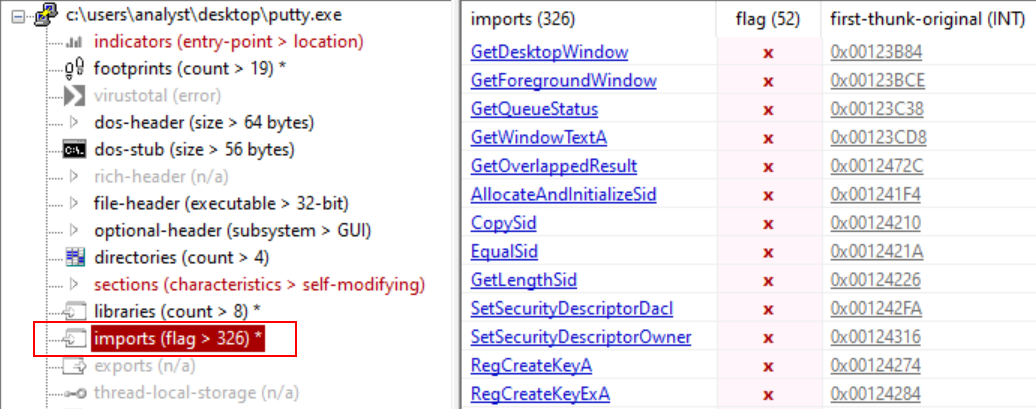 c:\users\analyst\desktop\putty.exe
indicators (entry-point > location)
footprints (count > 19) *
virustotal (error)
dos-header (size > 64 bytes)
dos-stub (size > 56 bytes)
rich-header (n/a)
file-header (executable > 32-bit)
optional-header (subsystem > GUI)
directories (count > 4)
sections (characteristics > self-modifying)
libraries (count > 8) *
imports (flag > 326) *
exports (n/a)
thread-local-storage (n/a)
imports (326) flag (52) first-thunk-original (INT)
GetDesktopWindow x 0x00123B84
GetForegroundWindow x 0x00123BCE
GetQueueStatus x 0x00123C38
GetWindowTextA x 0x00123CD8
GetOverlappedResult x 0x0012472C
AllocateAndInitializeSid x 0x001241F4
CopySid x 0x00124210
EqualSid x 0x0012421A
GetLengthSid x 0x00124226
SetSecurityDescriptorDacl x 0x001242FA
SetSecurityDescriptorOwner x 0x00124316
RegCreateKeyA x 0x00124274
RegCreateKeyExA x 0x00124284